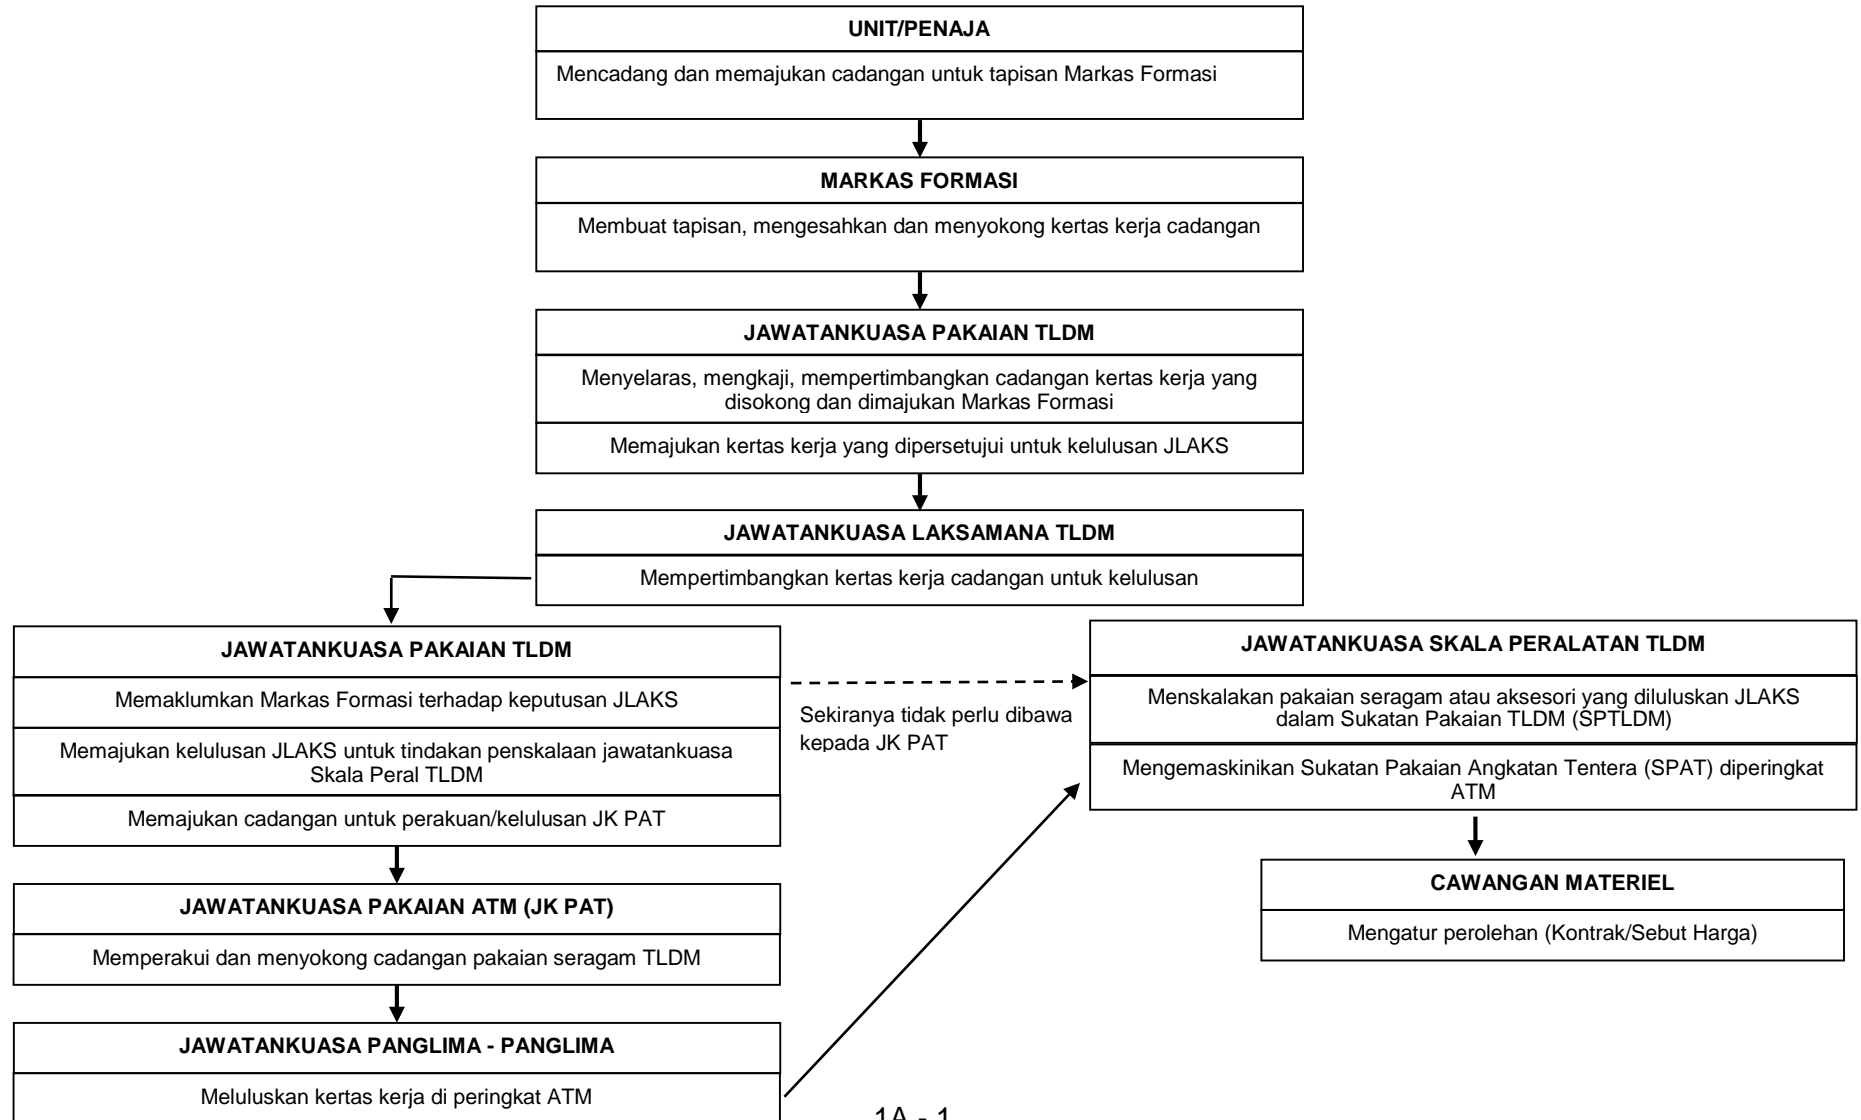 UNIT/PENAJA
Mencadang dan memajukan cadangan untuk tapisan Markas Formasi
MARKAS FORMASI
Membuat tapisan, mengesahkan dan menyokong kertas kerja cadangan
JAWATANKUASA PAKAIAN TLDM
Menyelaras, mengkaji, mempertimbangkan cadangan kertas kerja yang
disokong dan dimajukan Markas Formasi
Memajukan kertas kerja yang dipersetujui untuk kelulusan JLAKS
JAWATANKUASA LAKSAMANA TLDM
Mempertimbangkan kertas kerja cadangan untuk kelulusan
JAWATANKUASA PAKAIAN TLDM
Memaklumkan Markas Formasi terhadap keputusan JLAKS
Memajukan kelulusan JLAKS untuk tindakan penskalaan jawatankuasa
Skala Peral TLDM
Memajukan cadangan untuk perakuan/kelulusan JK PAT
Sekiranya tidak perlu dibawa
kepada JK PAT
JAWATANKUASA SKALA PERALATAN TLDM
Menskalakan pakaian seragam atau aksesori yang diluluskan JLAKS
dalam Sukatan Pakaian TLDM (SPTLDM)
Mengemaskinikan Sukatan Pakaian Angkatan Tentera (SPAT) diperingkat
ATM
CAWANGAN MATERIEL
Mengatur perolehan (Kontrak/Sebut Harga)
JAWATANKUASA PAKAIAN ATM (JK PAT)
Memperakui dan menyokong cadangan pakaian seragam TLDM
JAWATANKUASA PANGLIMA - PANGLIMA
Meluluskan kertas kerja di peringkat ATM
1A - 1